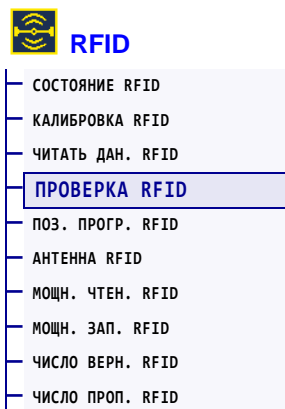 RFID
СОСТОЯНИЕ RFID
КАЛИБРОВКА RFID
ЧИТАТЬ ДАН. RFID
ПРОВЕРКА RFID
ПОЗ. ПРОГР. RFID
АНТЕННА RFID
МОЩН. ЧТЕН. RFID
МОЩН. ЗАП. RFID
ЧИСЛО ВЕРН. RFID
ЧИСЛО ПРОП. RFID